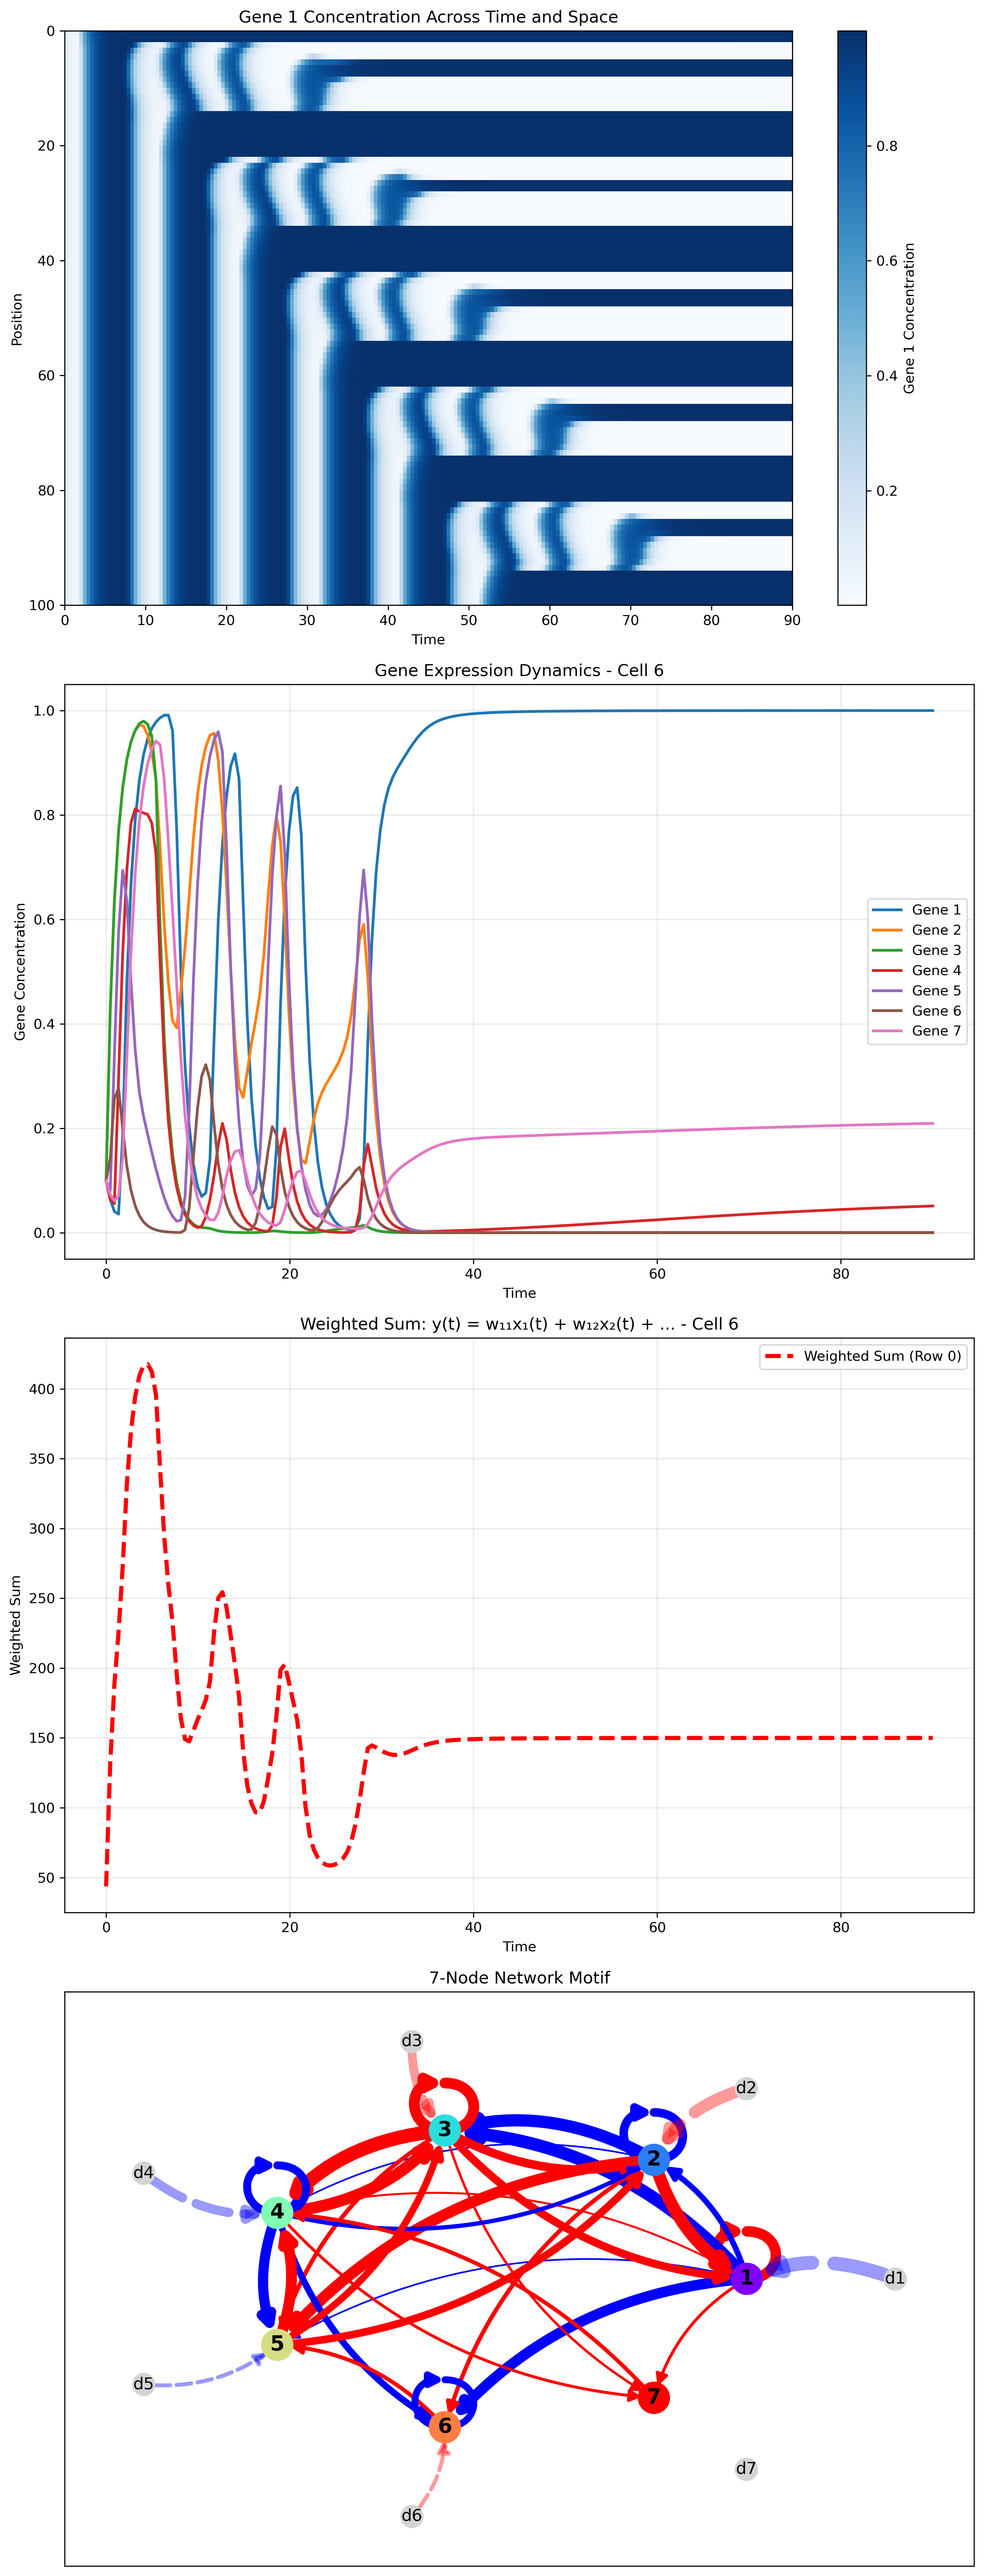 Gene 1 Concentration Across Time and Space
0
20
40
60
80
100
Position
0 10 20 30 40 50 60 70 80 90
Time
0.8
0.6
0.4
0.2
Gene 1 Concentration
Gene Expression Dynamics - Cell 6
1.0
0.8
0.6
0.4
0.2
0.0
Gene Concentration
Gene 1
Gene 2
Gene 3
Gene 4
Gene 5
Gene 6
Gene 7
0 20 40 60 80
Time
Weighted Sum: y(t) = w₁₁x₁(t) + w₁₂x₂(t) + ... - Cell 6
Weighted Sum (Row 0)
400
350
300
250
200
150
100
50
Weighted Sum
0 20 40 60 80
Time
7-Node Network Motif
d3
d2
3
2
d4
4
1
d1
5
d5
7
6
d7
d6